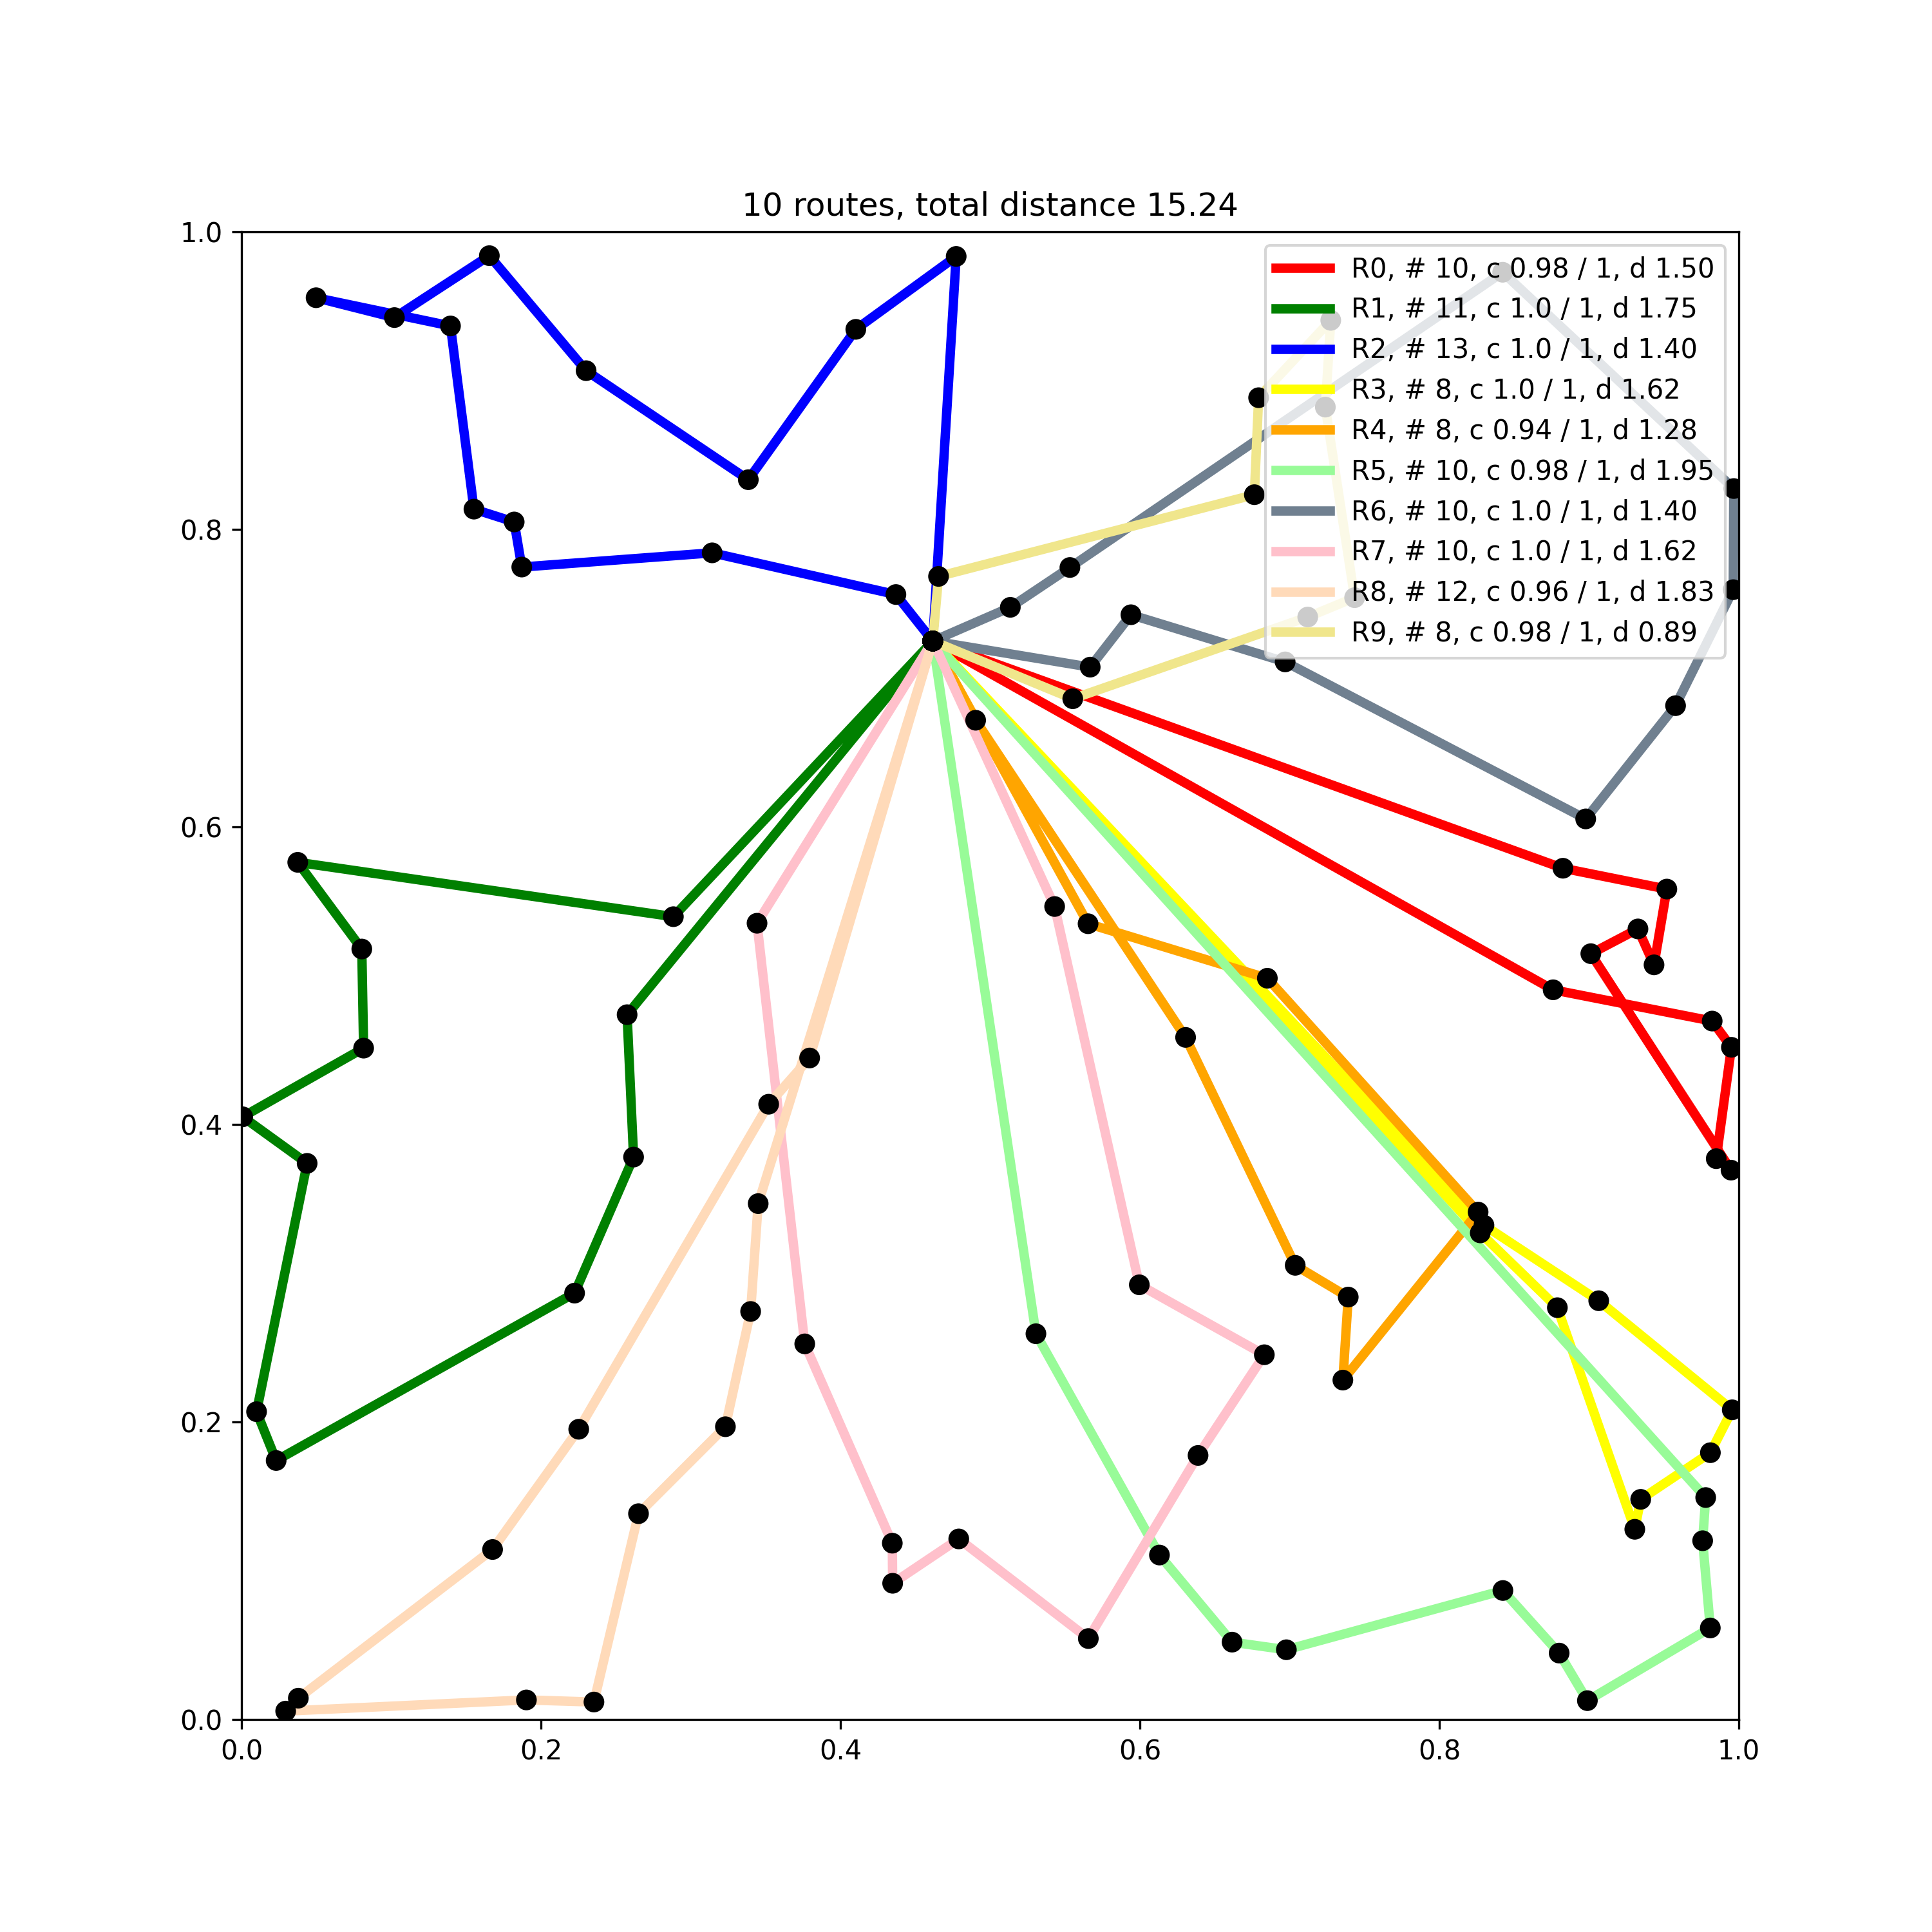 10 routes, total distance 15.24
1.0
0.8
0.6
0.4
0.2
0.0
0.0 0.2 0.4 0.6 0.8 1.0
R0, # 10, c 0.98 / 1, d 1.50
R1, # 11, c 1.0 / 1, d 1.75
R2, # 13, c 1.0 / 1, d 1.40
R3, # 8, c 1.0 / 1, d 1.62
R4, # 8, c 0.94 / 1, d 1.28
R5, # 10, c 0.98 / 1, d 1.95
R6, # 10, c 1.0 / 1, d 1.40
R7, # 10, c 1.0 / 1, d 1.62
R8, # 12, c 0.96 / 1, d 1.83
R9, # 8, c 0.98 / 1, d 0.89